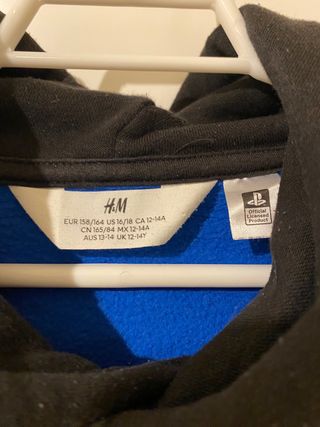 H&M
EUR 158/164 US 16/18 CA 12-14A
CN 165/84 MX 12-14A
AUS 13-14 UK 12-14Y
Official
Licensed
Product